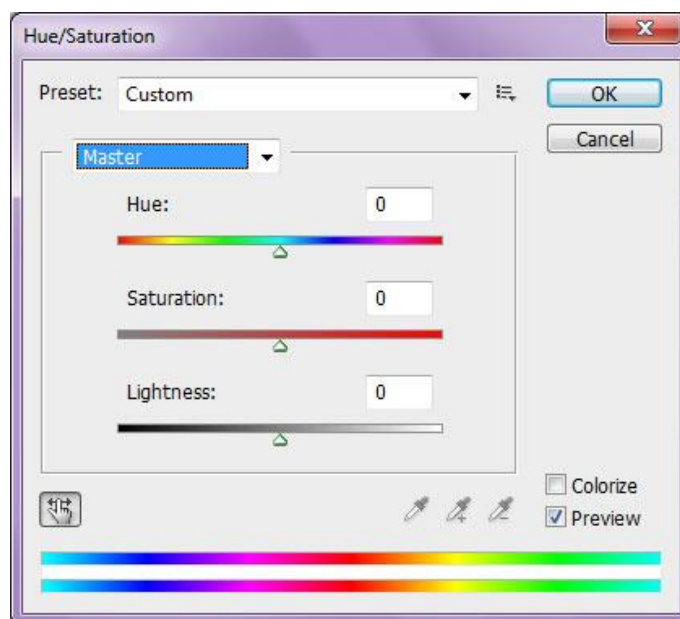 Hue/Saturation
Preset: Custom
OK
Cancel
Master
Hue: 0
Saturation: 0
Lightness: 0
Colorize
Preview